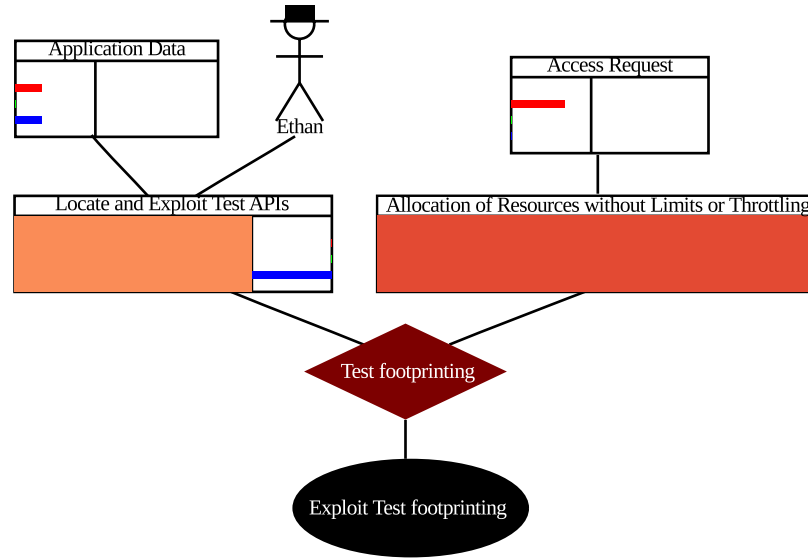 Application Data
Ethan
Access Request
Locate and Exploit Test APIs
Allocation of Resources without Limits or Throttling
Test footprinting
Exploit Test footprinting